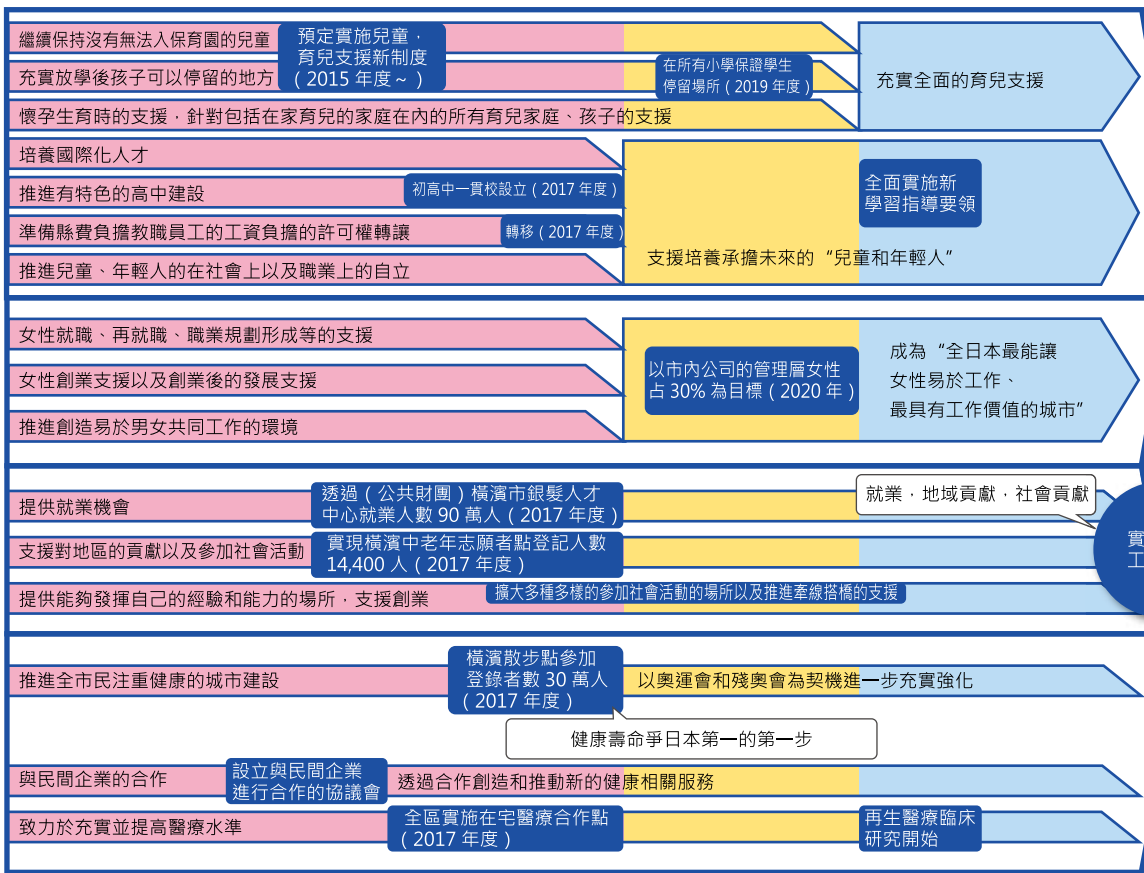 繼續保持沒有無法入保育園的兒童
預定實施兒童．
育兒支援新制度
（2015 年度～）
充實放學後孩子可以停留的地方
在所有小學保證學生
停留場所（2019 年度）
充實全面的育兒支援
懷孕生育時的支援．針對包括在家育兒的家庭在內的所有育兒家庭、孩子的支援
培養國際化人才
推進有特色的高中建設
初高中一貫校設立（2017 年度）
全面實施新
學習指導要領
準備縣費負擔教職員工的工資負擔的許可權轉讓
轉移（2017 年度）
推進兒童、年輕人的在社會上以及職業上的自立
支援培養承擔未來的“兒童和年輕人”
女性就職、再就職、職業規劃形成等的支援
女性創業支援以及創業後的發展支援
推進創造易於男女共同工作的環境
以市內公司的管理層女性
占 30% 為目標（2020 年）
成為“全日本最能讓
女性易於工作、
最具有工作價值的城市”
提供就業機會
透過（公共財團）橫濱市銀髮人才
中心就業人數 90 萬人（2017 年度）
就業．地域貢獻．社會貢獻
支援對地區的貢獻以及參加社會活動
實現橫濱中老年志願者點登記人數
14,400 人（2017 年度）
實
工
提供能夠發揮自己的經驗和能力的場所．支援創業
擴大多種多樣的參加社會活動的場所以及推進牽線搭橋的支援
推進全市民注重健康的城市建設
橫濱散步點參加
登錄者數 30 萬人
（2017 年度）
以奧運會和殘奧會為契機進一步充實強化
健康壽命爭日本第一的第一步
與民間企業的合作
設立與民間企業
進行合作的協議會
透過合作創造和推動新的健康相關服務
致力於充實並提高醫療水準
全區實施在宅醫療合作點
（2017 年度）
再生醫療臨床
研究開始